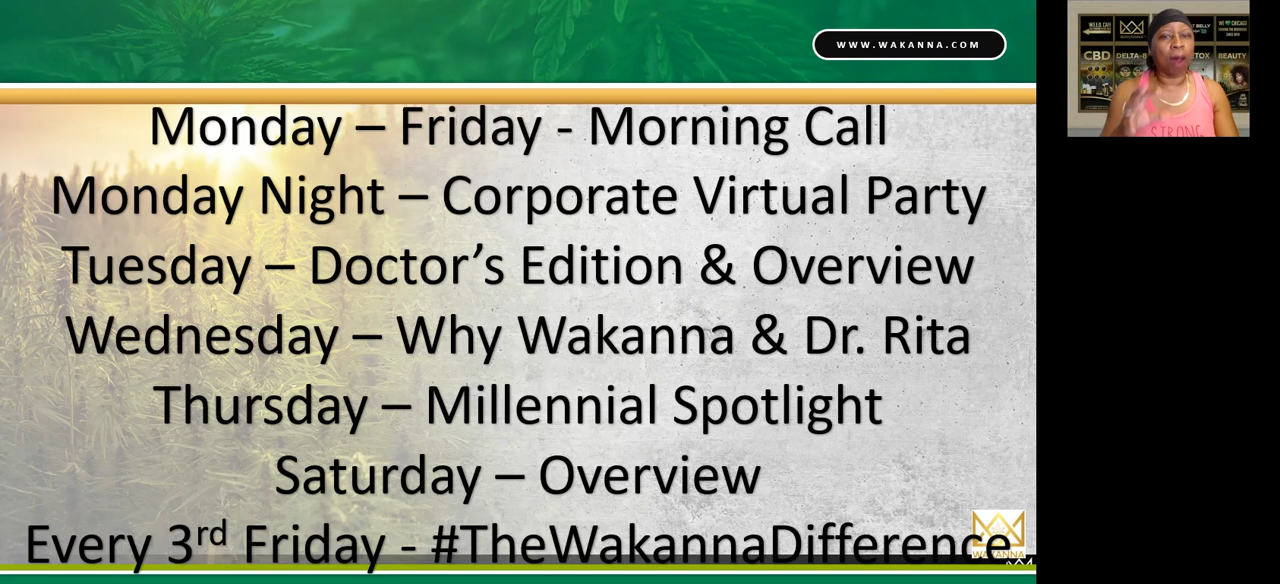 WWW.WAKANNA.COM
Monday – Friday - Morning Call
Monday Night – Corporate Virtual Party
Tuesday – Doctor’s Edition & Overview
Wednesday – Why Wakanna & Dr. Rita
Thursday – Millennial Spotlight
Saturday – Overview
Every 3rd Friday - #TheWakannaDifference
WAKANNA
CBD
BEAUTY
STRONG